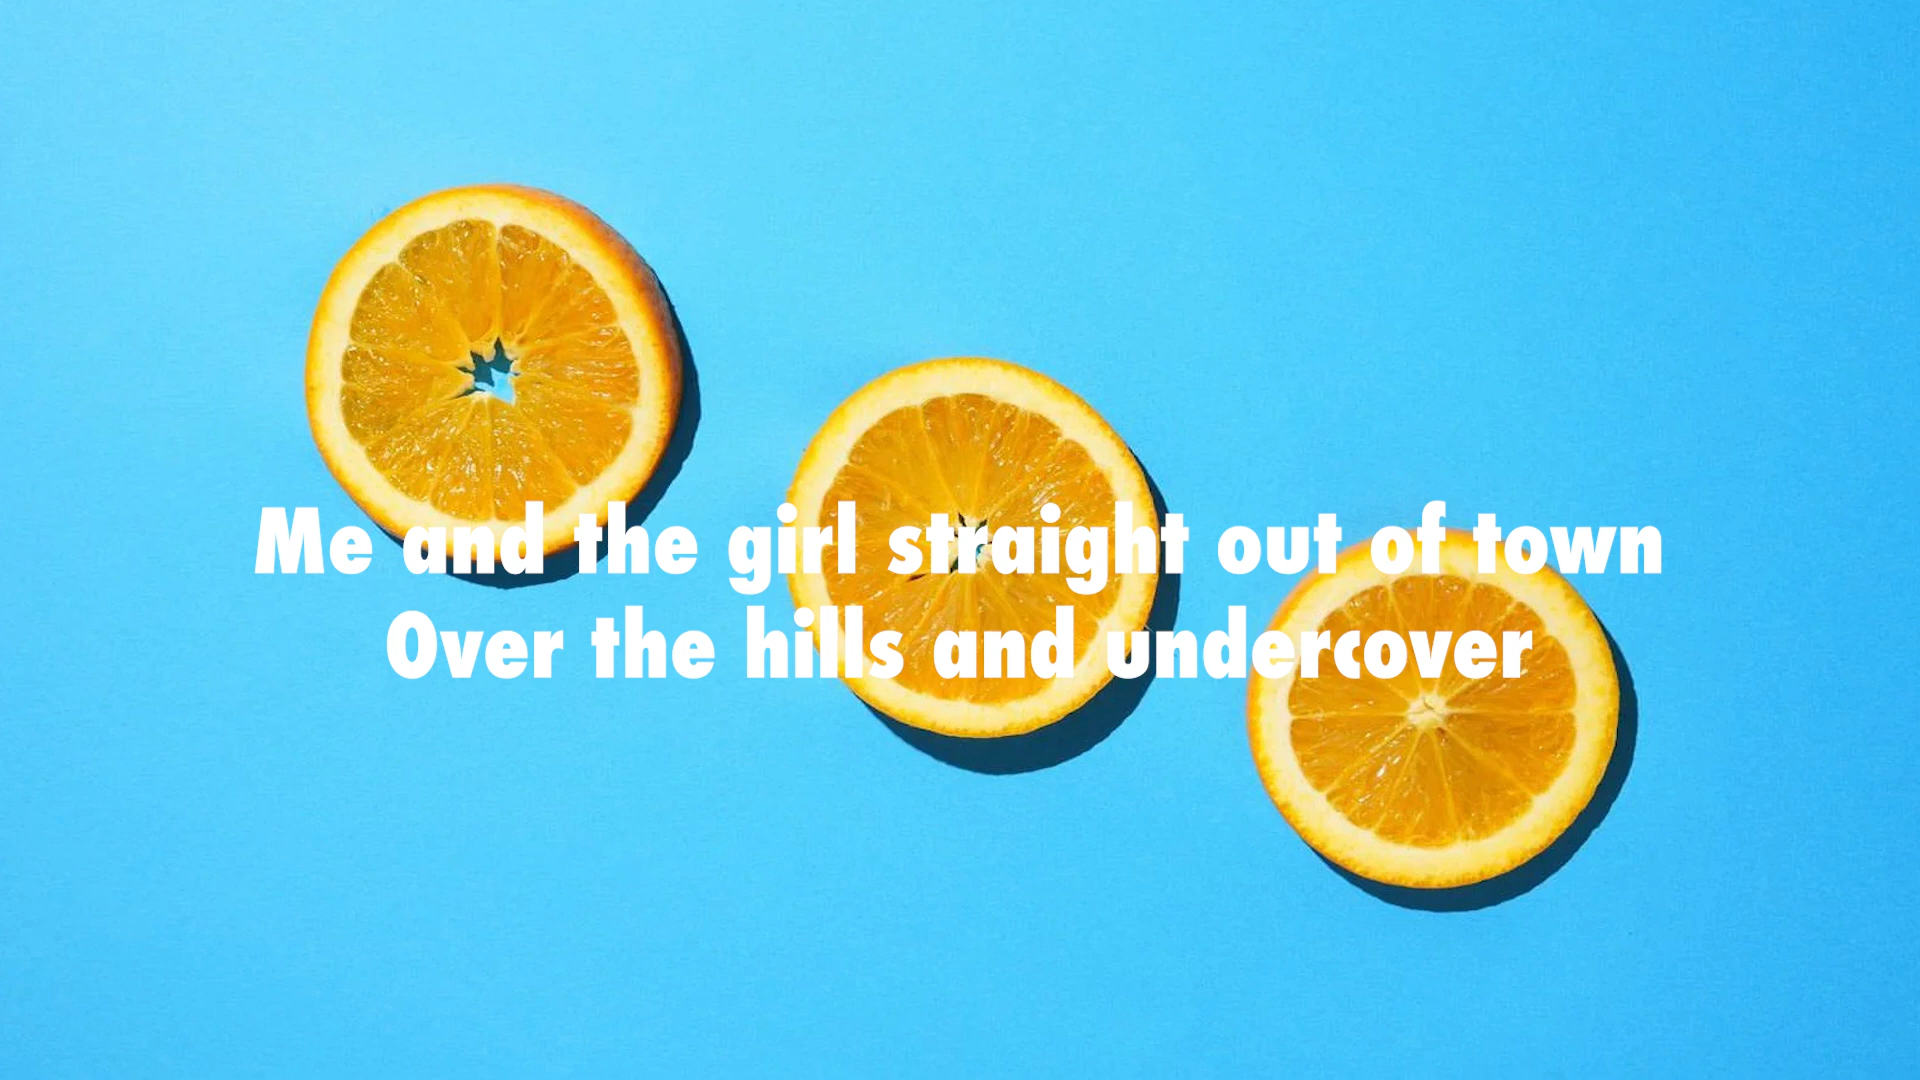 Me and the girl straight out of town
Over the hills and undercover